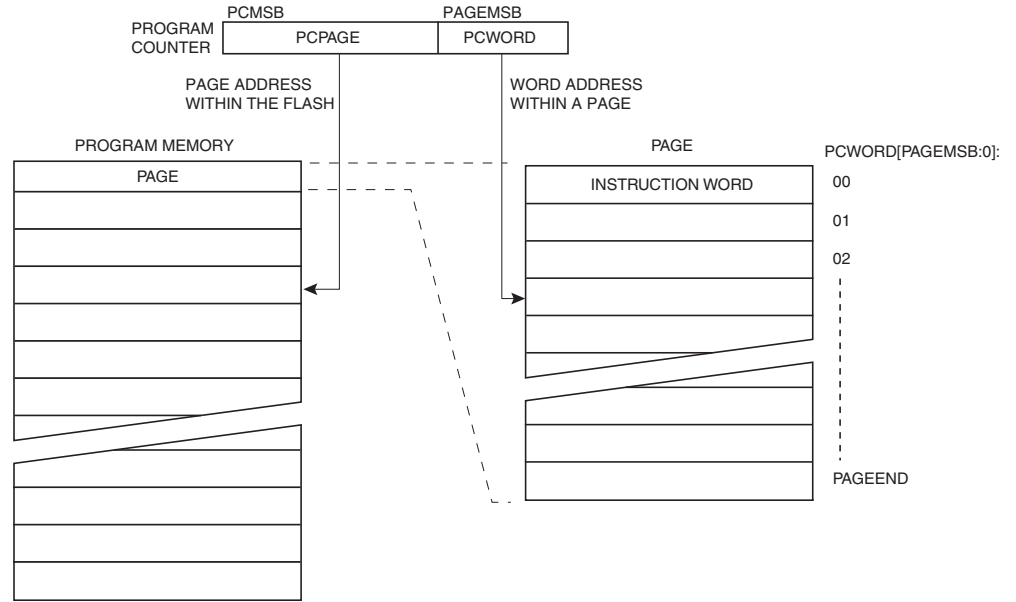 PCMSB PAGEMSB
PROGRAM
COUNTER
PCPAGE PCWORD
PAGE ADDRESS
WITHIN THE FLASH
WORD ADDRESS
WITHIN A PAGE
PROGRAM MEMORY
PAGE
PAGE
INSTRUCTION WORD
PCWORD[PAGEMSB:0]:
00
01
02
PAGEEND